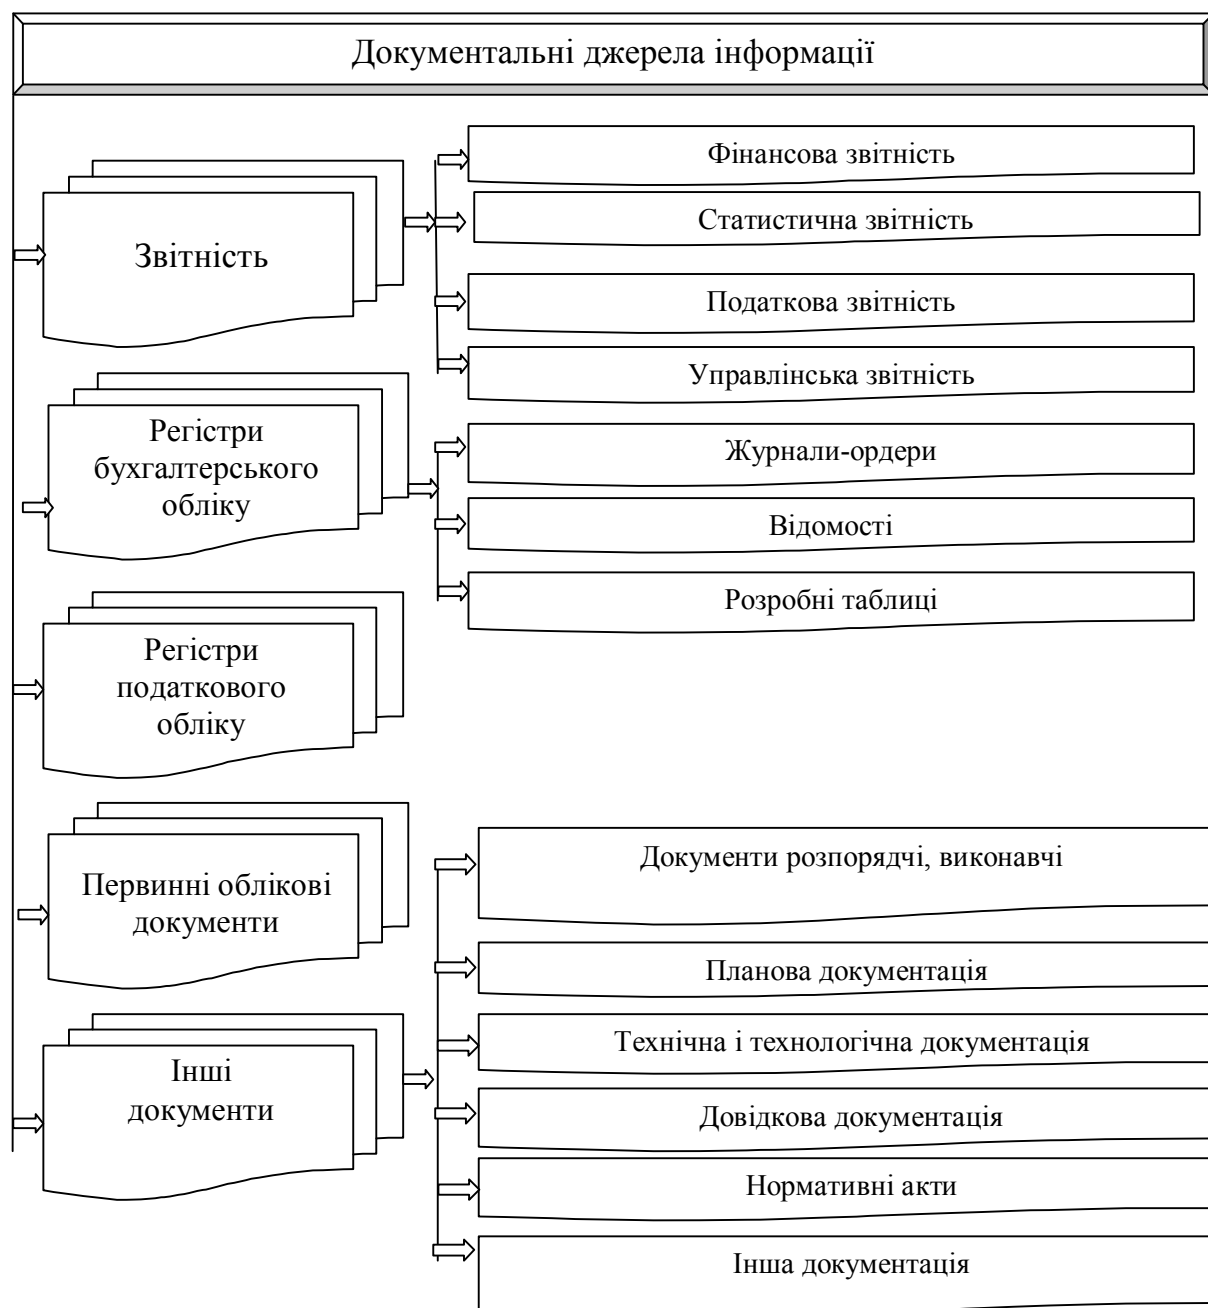 Документальні джерела інформації
Звітність
Фінансова звітність
Статистична звітність
Податкова звітність
Управлінська звітність
Регістри
бухгалтерського
обліку
Журнали-ордери
Відомості
Розробні таблиці
Регістри
податкового
обліку
Первинні облікові
документи
Інші
документи
Документи розпорядчі, виконавчі
Планова документація
Технічна і технологічна документація
Довідкова документація
Нормативні акти
Інша документація